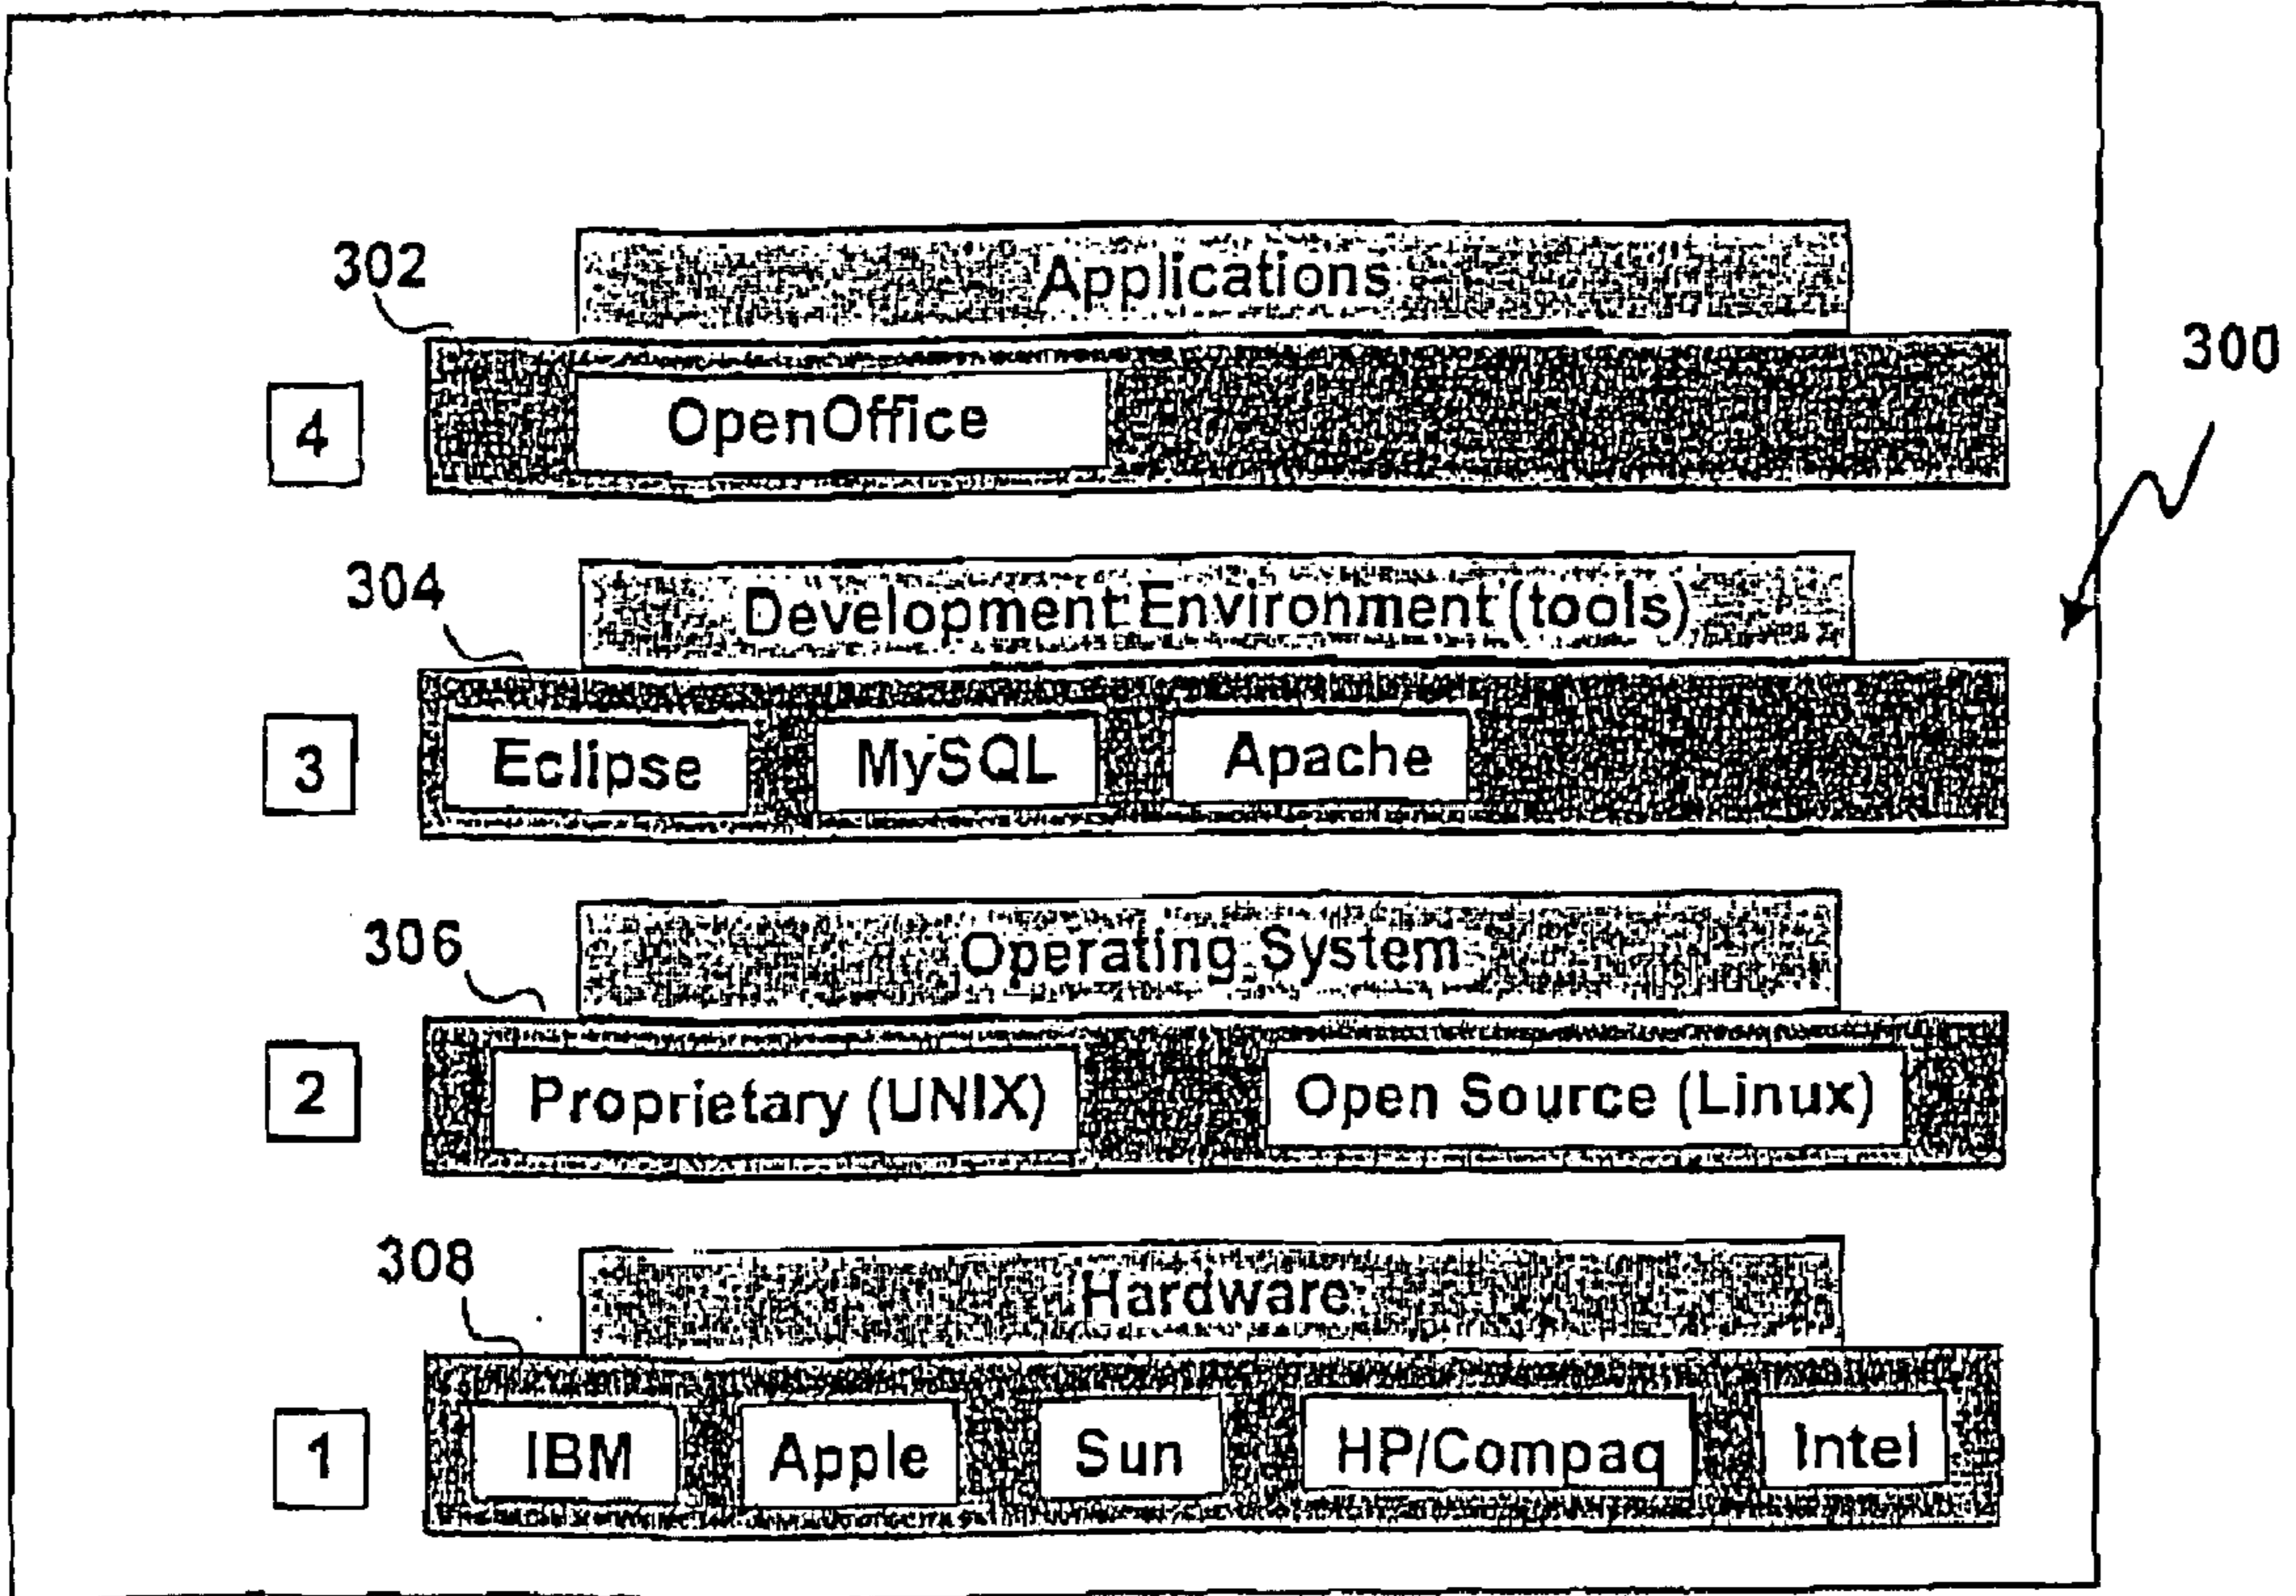 302
Applications
300
4
OpenOffice
304
Development Environment (tools)
3
Eclipse MySQL Apache
306
Operating System
2
Proprietary (UNIX) Open Source (Linux)
308
Hardware
1
IBM Apple Sun HP/Compaq Intel